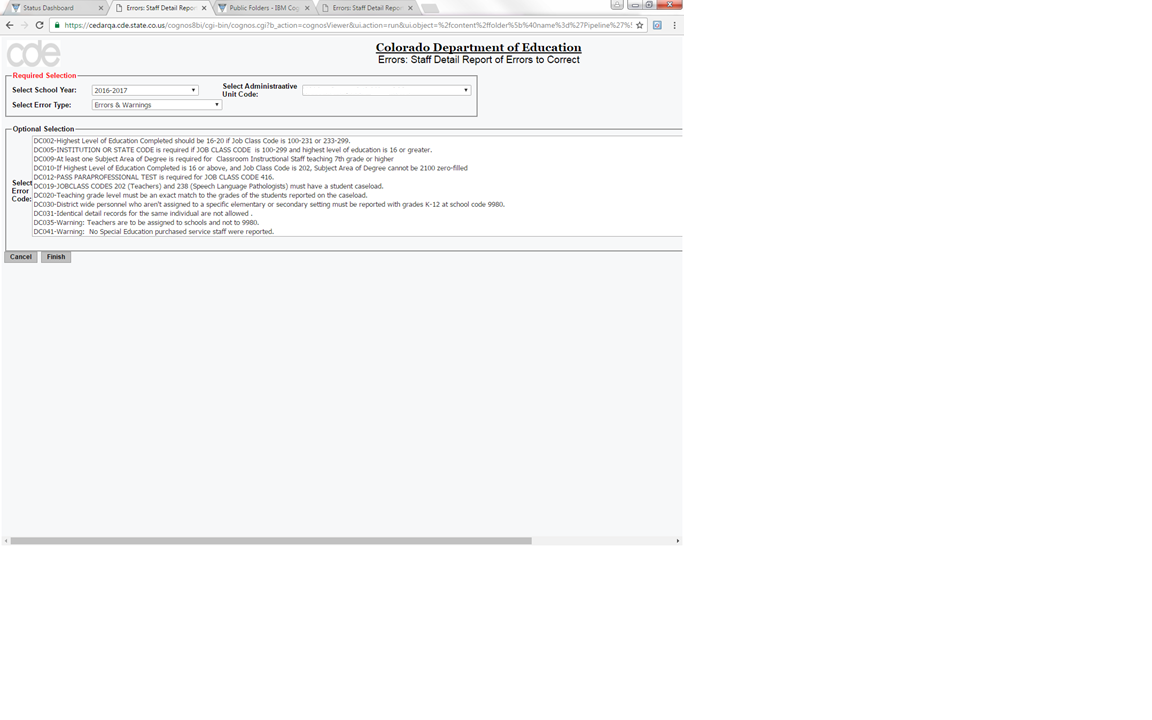 Status Dashboard
Errors: Staff Detail Repor
Public Folders - IBM Cog
Errors: Staff Detail Repor
https://cedarqa.cde.state.co.us/cognos8bi/cgi-bin/cognos.cgi?b_action=cognosViewer&ui.action=run&ui.object=%2fcontent%2ffolder%5b%40name%3d%27Pipeline%27%
cde
Colorado Department of Education
Errors: Staff Detail Report of Errors to Correct
Required Selection
Select School Year: 2016-2017
Select Administraative Unit Code:
Select Error Type: Errors & Warnings
Optional Selection
Select Error Code:
DC002-Highest Level of Education Completed should be 16-20 if Job Class Code is 100-231 or 233-299.
DC005-INSTITUTION OR STATE CODE is required if JOB CLASS CODE is 100-299 and highest level of education is 16 or greater.
DC009-At least one Subject Area of Degree is required for Classroom Instructional Staff teaching 7th grade or higher
DC010-If Highest Level of Education Completed is 16 or above, and Job Class Code is 202, Subject Area of Degree cannot be 2100 zero-filled
DC012-PASS PARAPROFESSIONAL TEST is required for JOB CLASS CODE 416.
DC019-JOBCLASS CODES 202 (Teachers) and 238 (Speech Language Pathologists) must have a student caseload.
DC020-Teaching grade level must be an exact match to the grades of the students reported on the caseload.
DC030-District wide personnel who aren't assigned to a specific elementary or secondary setting must be reported with grades K-12 at school code 9980.
DC031-Identical detail records for the same individual are not allowed .
DC035-Warning: Teachers are to be assigned to schools and not to 9980.
DC041-Warning: No Special Education purchased service staff were reported.
Cancel
Finish